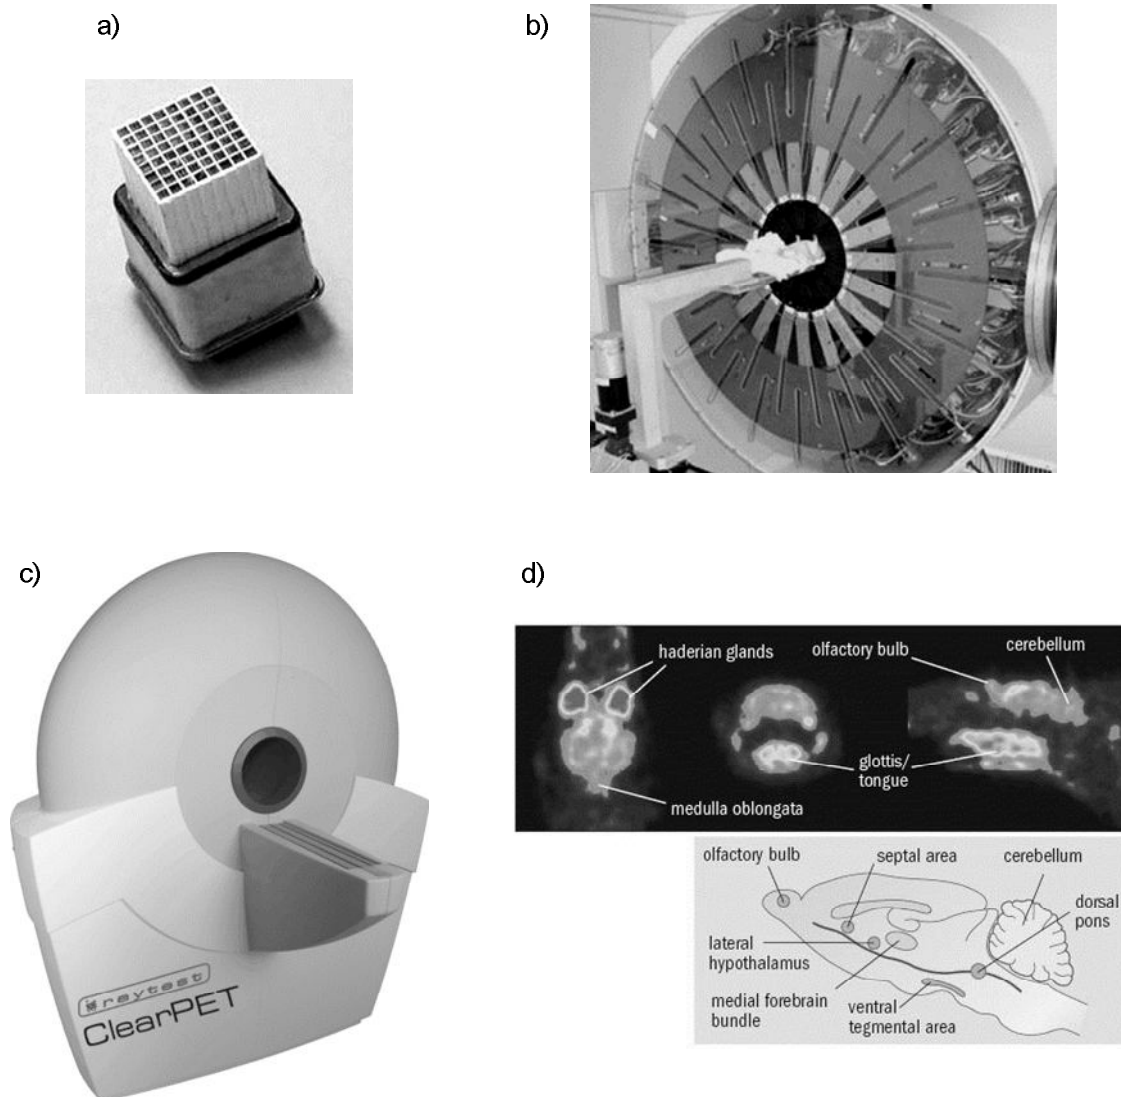 a)
b)
c)
raytest
ClearPET
d)
haderian glands
olfactory bulb
cerebellum
glottis/
tongue
medulla oblongata
olfactory bulb
septal area
cerebellum
dorsal
pons
lateral
hypothalamus
medial forebrain
bundle
ventral
tegmental area